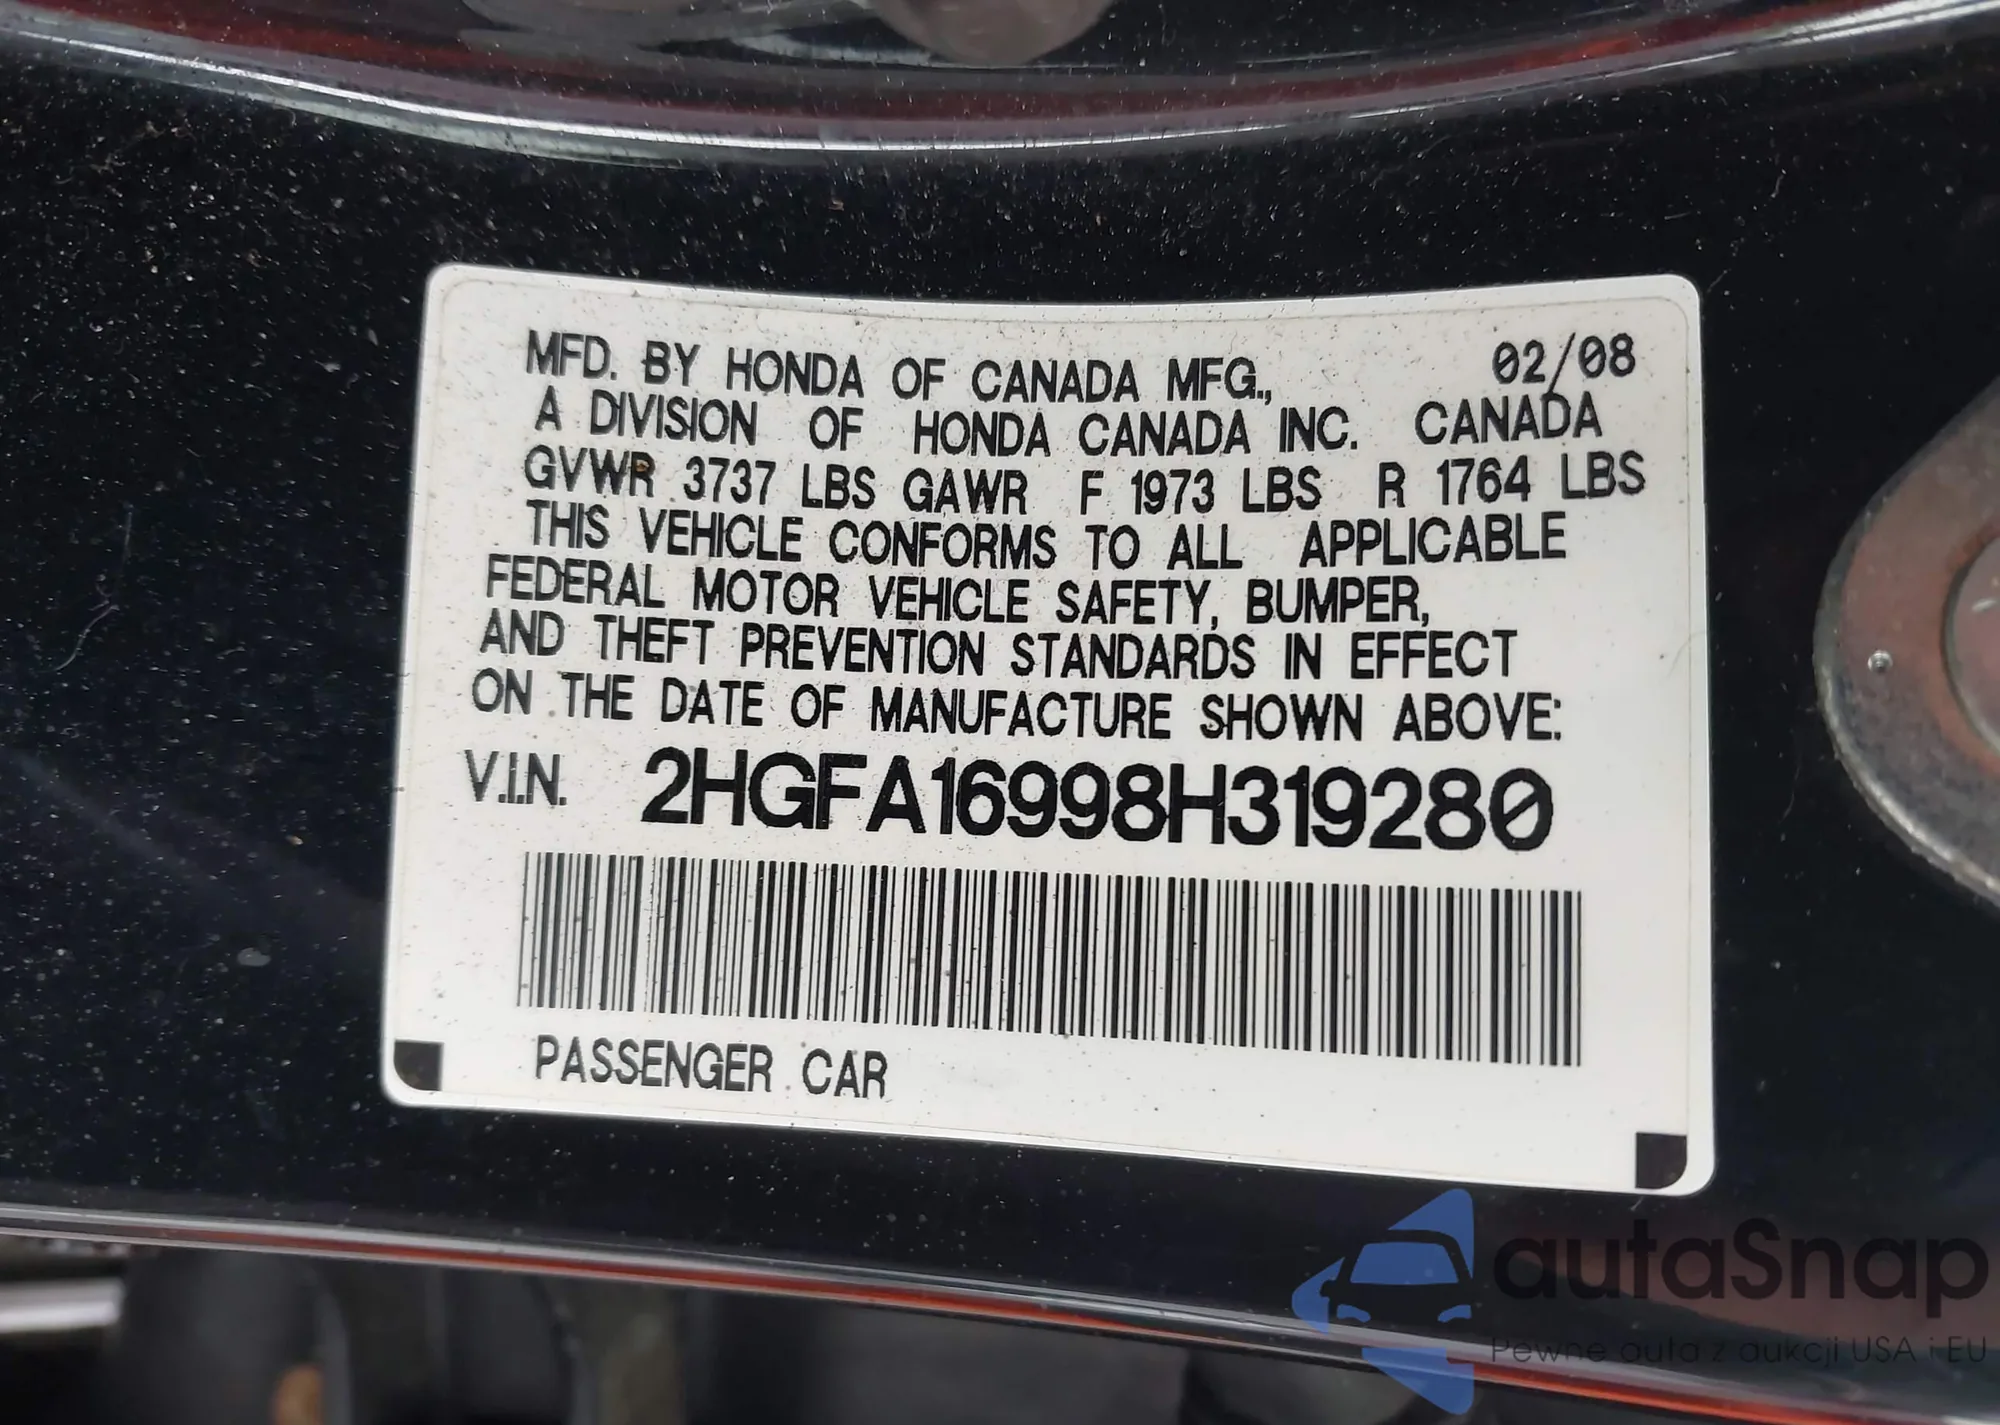 MFD. BY HONDA OF CANADA MFG., 02/08
A DIVISION OF HONDA CANADA INC. CANADA
GVWR 3737 LBS GAWR F 1973 LBS R 1764 LBS
THIS VEHICLE CONFORMS TO ALL APPLICABLE
FEDERAL MOTOR VEHICLE SAFETY, BUMPER,
AND THEFT PREVENTION STANDARDS IN EFFECT
ON THE DATE OF MANUFACTURE SHOWN ABOVE:
V.I.N. 2HGFA16998H319280
PASSENGER CAR
autaSnap
Pewne auta z aukcji USA i EU